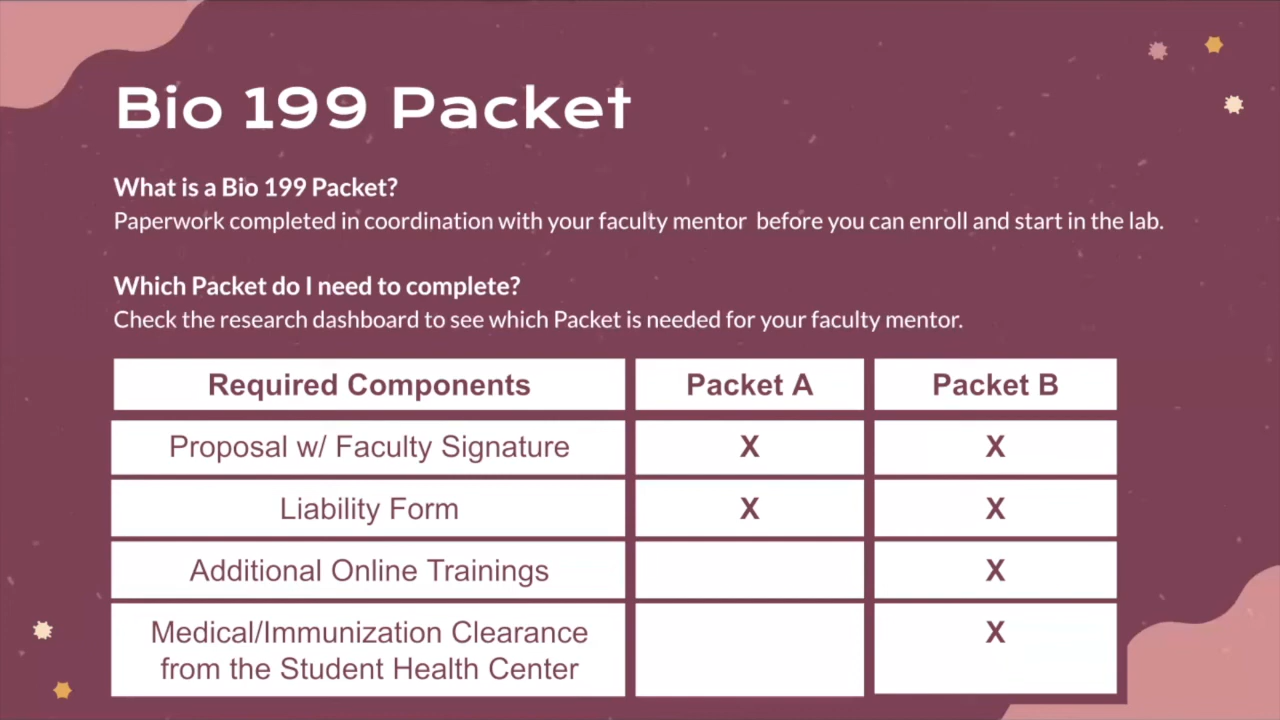 Bio 199 Packet
What is a Bio 199 Packet?
Paperwork completed in coordination with your faculty mentor before you can enroll and start in the lab.
Which Packet do I need to complete?
Check the research dashboard to see which Packet is needed for your faculty mentor.
Required Components Packet A Packet B
Proposal w/ Faculty Signature X X
Liability Form X X
Additional Online Trainings X
Medical/Immunization Clearance X
from the Student Health Center